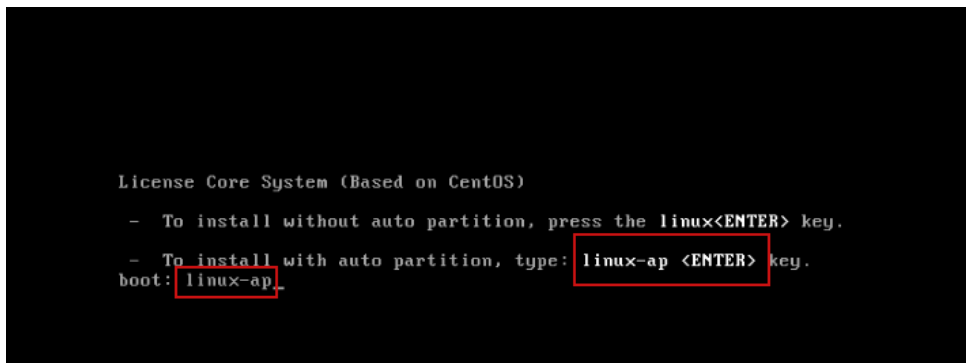 License Core System (Based on CentOS)
- To install without auto partition, press the linux<ENTER> key.
- To install with auto partition, type: linux-ap <ENTER> key.
boot: linux-ap_